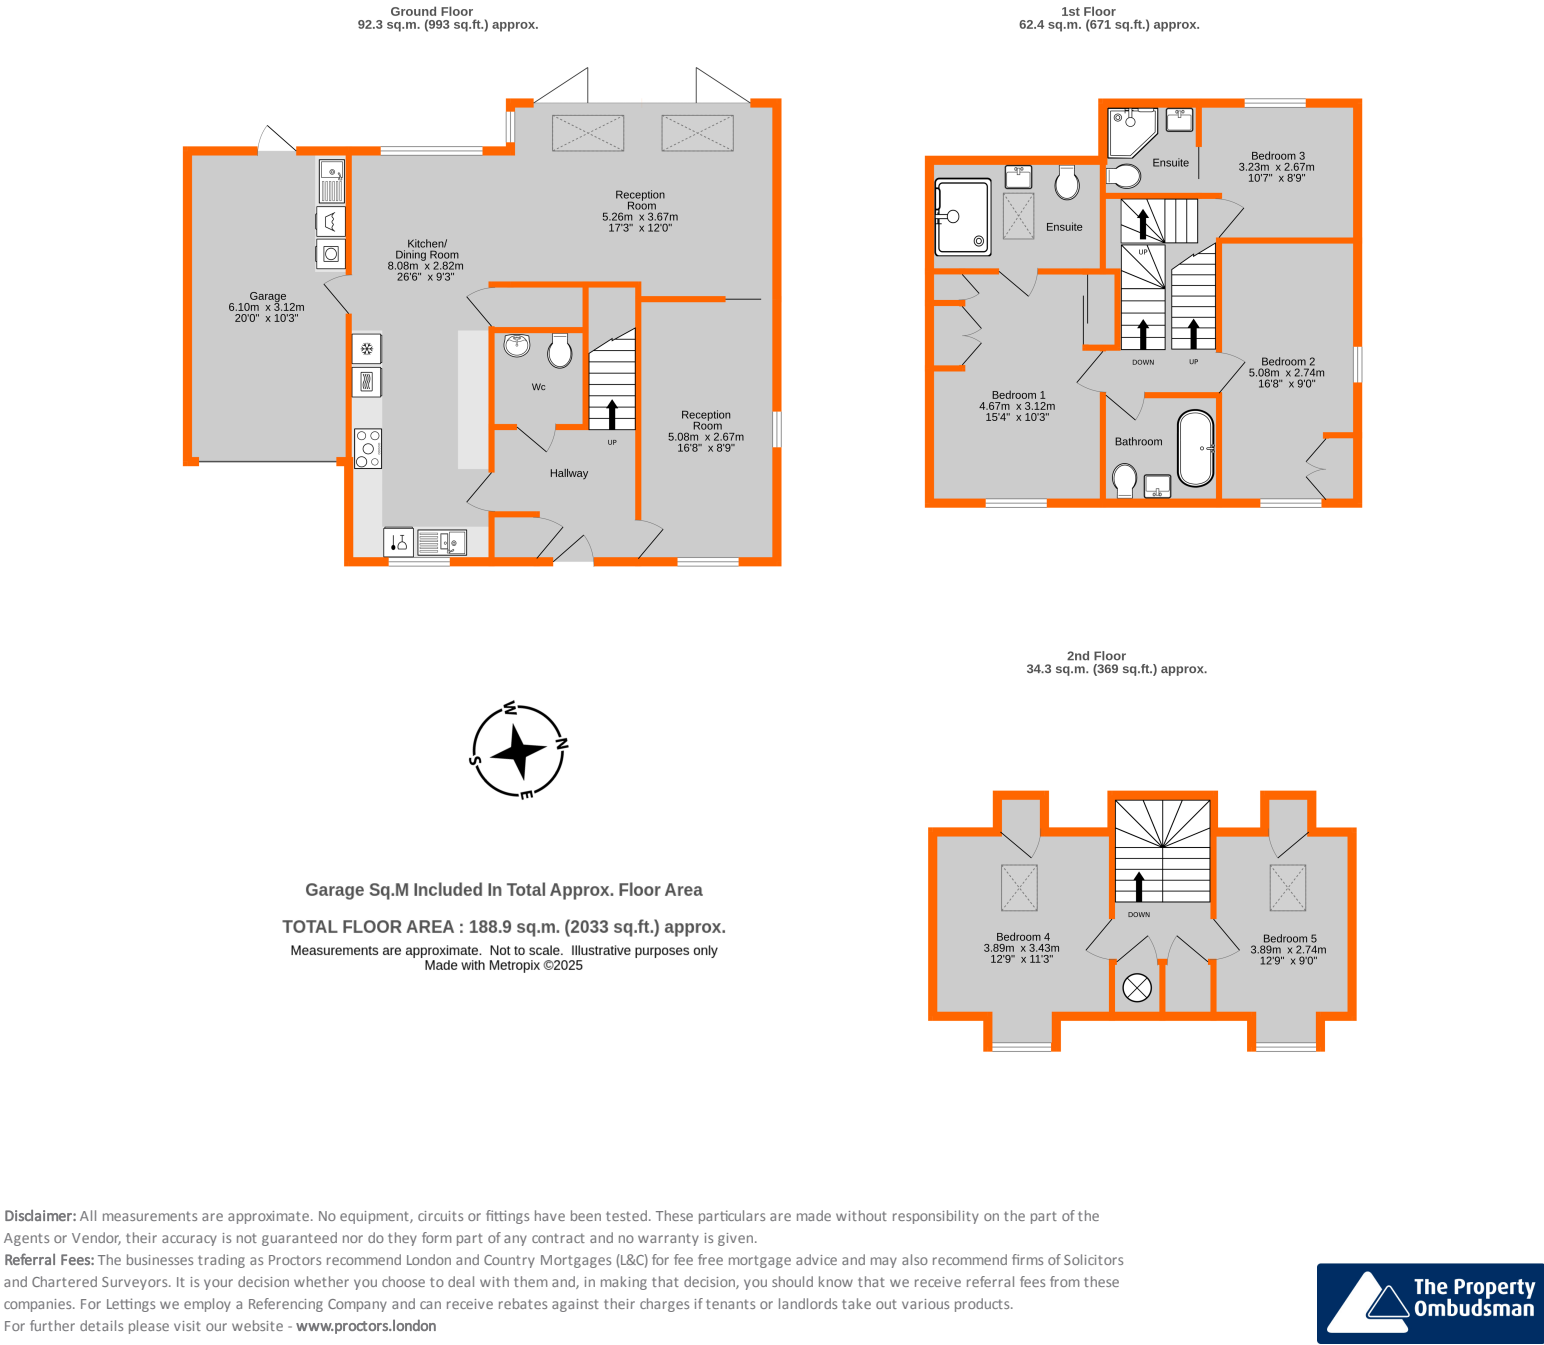 Ground Floor
92.3 sq.m. (993 sq.ft.) approx.
1st Floor
62.4 sq.m. (671 sq.ft.) approx.
Reception
Room
5.26m x 3.67m
17'3" x 12'0"
Kitchen/
Dining Room
8.08m x 2.82m
26'6" x 9'3"
Garage
6.10m x 3.12m
20'0" x 10'3"
Wc
UP
Reception
Room
5.08m x 2.67m
16'8" x 8'9"
Hallway
Ensuite
Bedroom 3
3.23m x 2.67m
10'7" x 8'9"
Ensuite
UP
DOWN
UP
Bedroom 2
5.08m x 2.74m
16'8" x 9'0"
Bedroom 1
4.67m x 3.12m
15'4" x 10'3"
Bathroom
2nd Floor
34.3 sq.m. (369 sq.ft.) approx.
W
N
S
E
DOWN
Bedroom 4
3.89m x 3.43m
12'9" x 11'3"
Bedroom 5
3.89m x 2.74m
12'9" x 9'0"
Garage Sq.M Included In Total Approx. Floor Area
TOTAL FLOOR AREA : 188.9 sq.m. (2033 sq.ft.) approx.
Measurements are approximate. Not to scale. Illustrative purposes only
Made with Metropix ©2025
Disclaimer: All measurements are approximate. No equipment, circuits or fittings have been tested. These particulars are made without responsibility on the part of the
Agents or Vendor, their accuracy is not guaranteed nor do they form part of any contract and no warranty is given.
Referral Fees: The businesses trading as Proctors recommend London and Country Mortgages (L&C) for fee free mortgage advice and may also recommend firms of Solicitors
and Chartered Surveyors. It is your decision whether you choose to deal with them and, in making that decision, you should know that we receive referral fees from these
companies. For Lettings we employ a Referencing Company and can receive rebates against their charges if tenants or landlords take out various products.
For further details please visit our website - www.proctors.london
The Property
Ombudsman